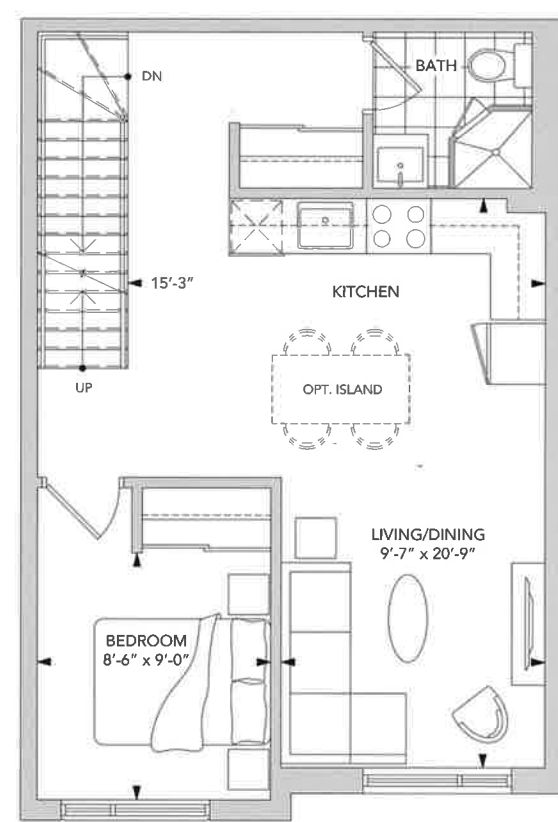 BATH
DN
15'-3"
KITCHEN
UP
OPT. ISLAND
LIVING/DINING
9'-7" x 20'-9"
BEDROOM
8'-6" x 9'-0"